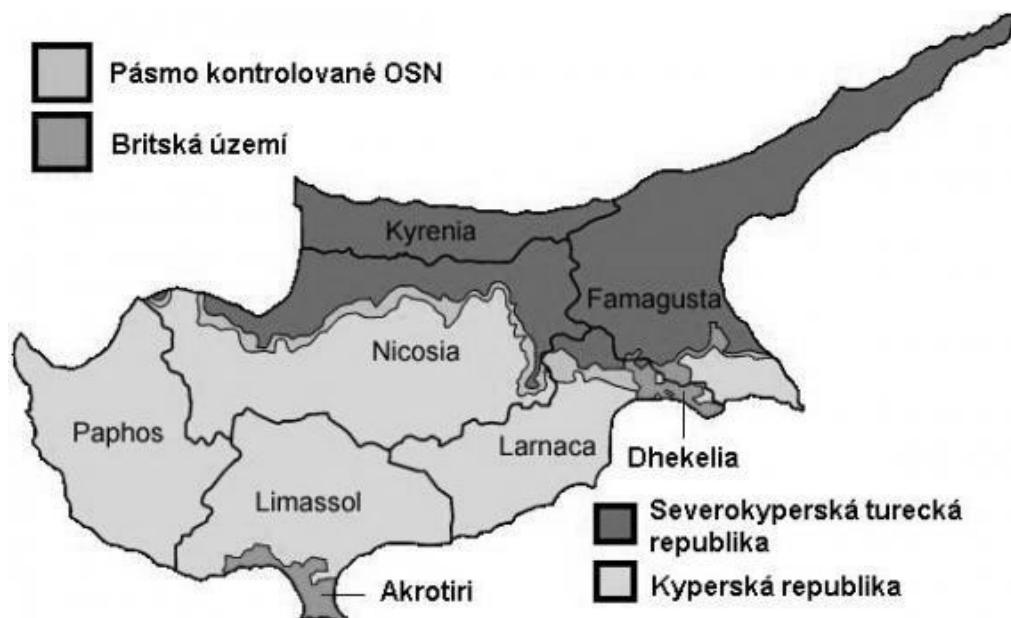 Pásmo kontrolované OSN
Britská území
Kyrenia
Famagusta
Nicosia
Paphos
Larnaca
Dhekelia
Limassol
Severokyperská turecká
republika
Akrotiri
Kyperská republika